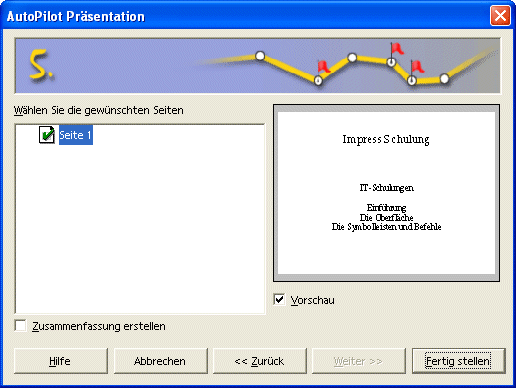 AutoPilot Präsentation
5.
Wählen Sie die gewünschten Seiten
Seite 1
Impress Schulung
IT-Schulungen
Einführung
Die Oberfläche
Die Symbolleisten und Befehle
Vorschau
Zusammenfassung erstellen
Hilfe
Abbrechen
<< Zurück
Weiter >>
Fertig stellen